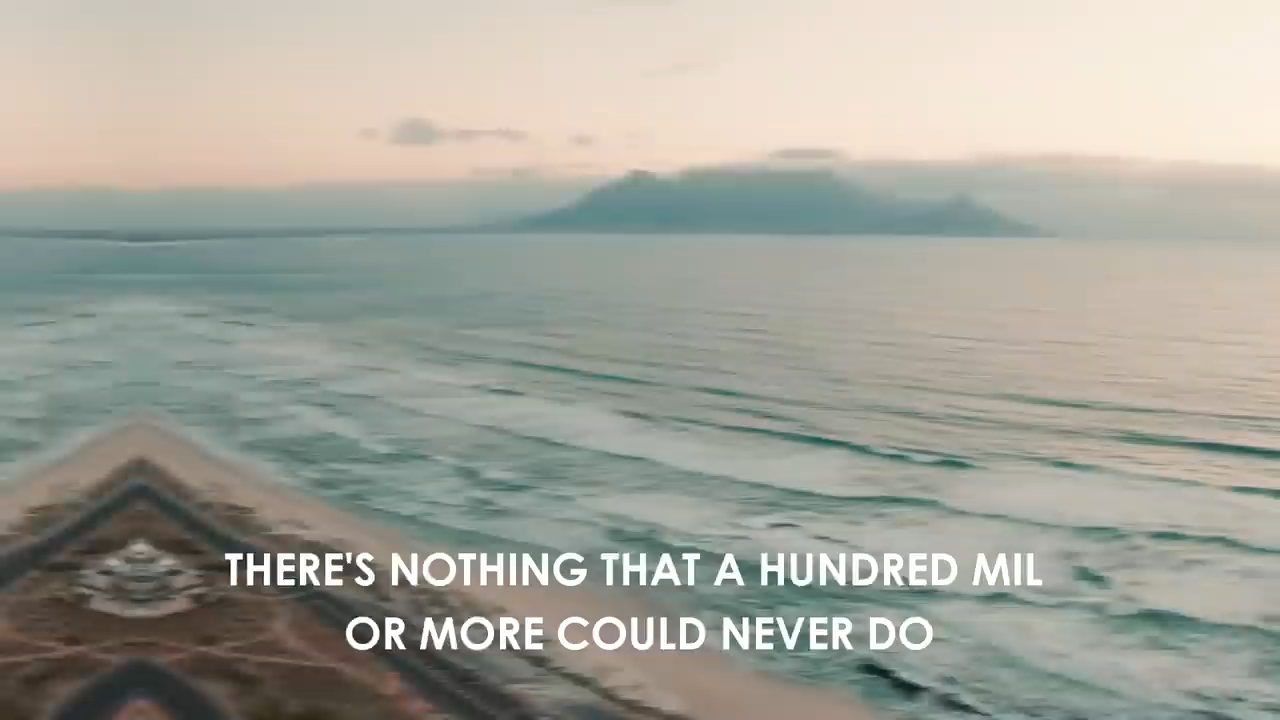 THERE'S NOTHING THAT A HUNDRED MIL
OR MORE COULD NEVER DO